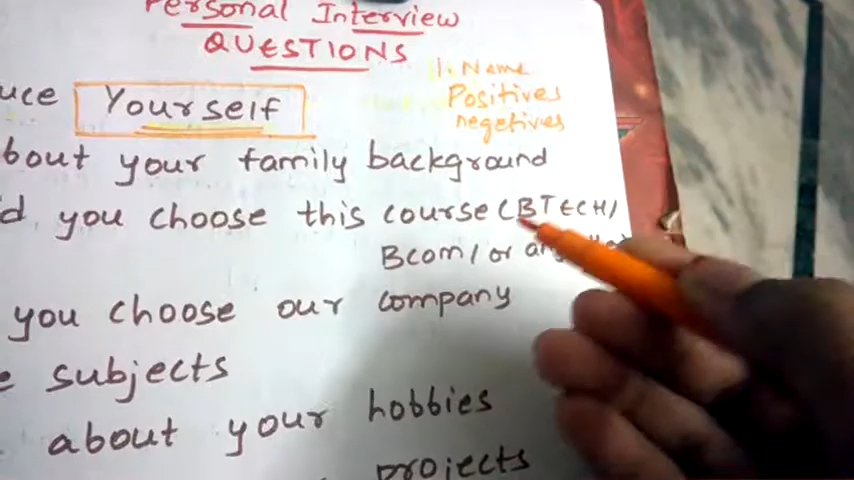 Personal Interview
QUESTIONS
1. Name
Positives
negetives
uce Yourself
bout your family background
d you choose this course (BTECH/
Bcom/ or any
you choose our company
e subjects
about your hobbies
projects